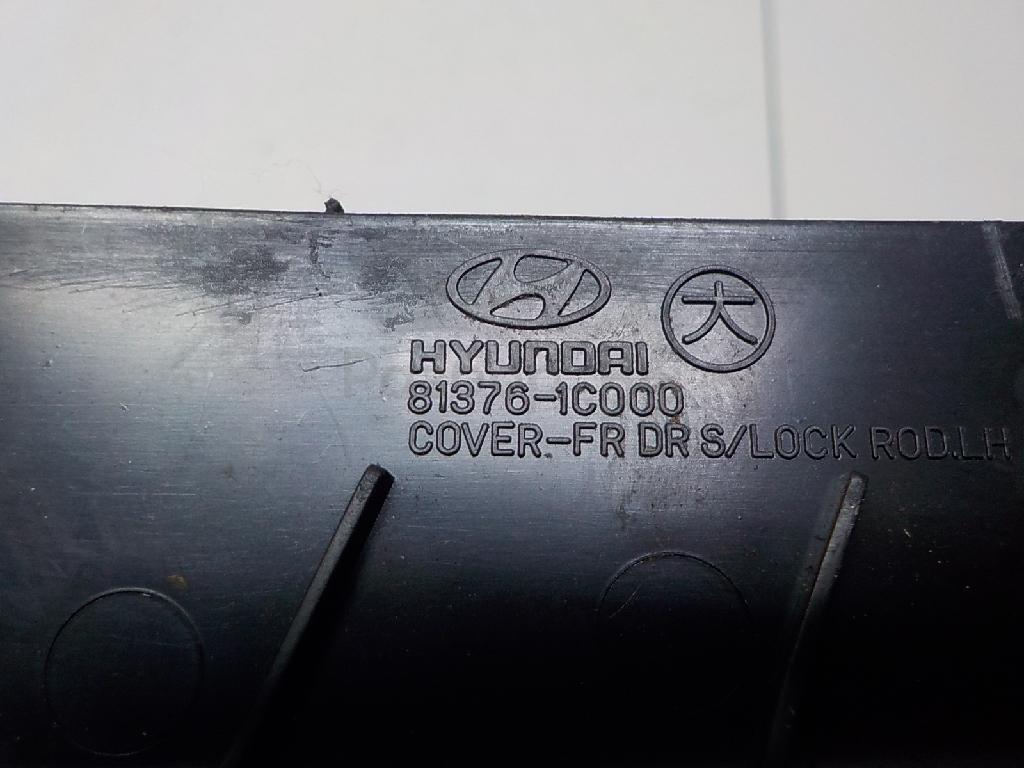 大
HYUNDAI
81376-1C000
COVER-FR DR S/LOCK ROD.LH